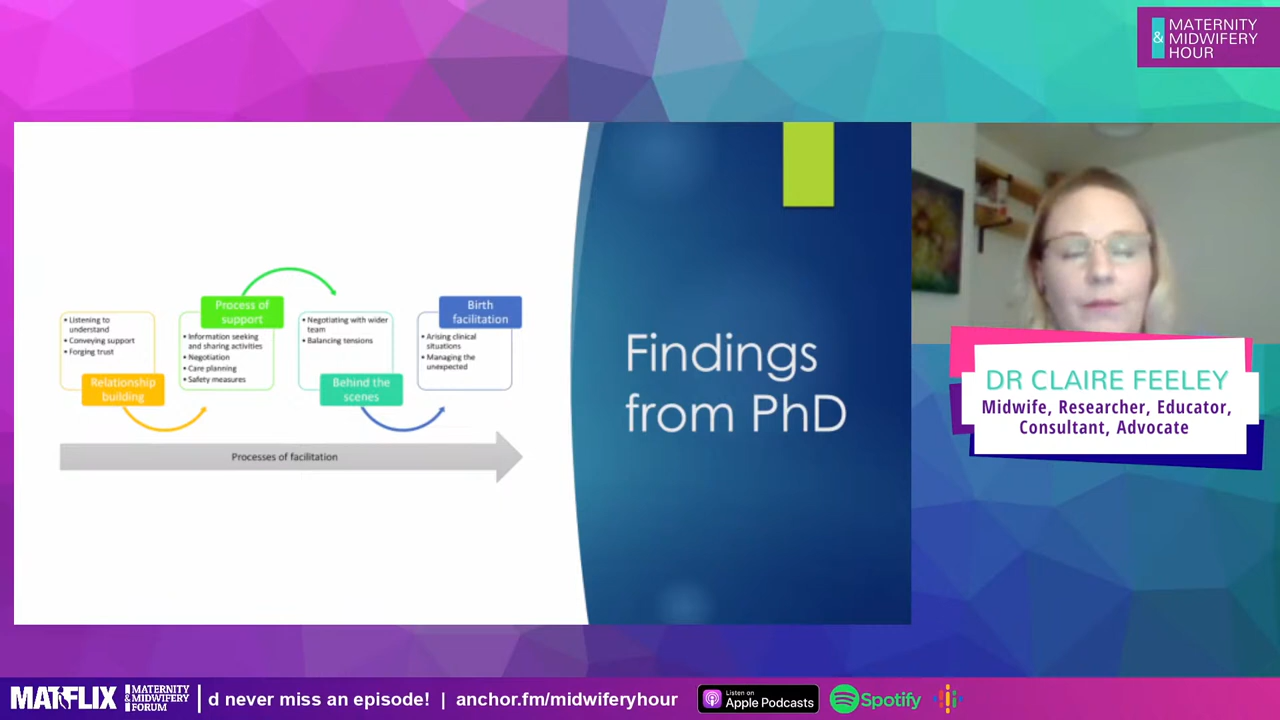 MATERNITY
& MIDWIFERY
HOUR
• Listening to
understand
• Conveying support
• Forging trust
Relationship
building
Process of
support
• Information seeking
and sharing activities
• Negotiation
• Care planning
• Safety measures
• Negotiating with wider
team
• Balancing tensions
Behind the
scenes
Birth
facilitation
• Arising clinical
situations
• Managing the
unexpected
Processes of facilitation
Findings
from PhD
DR CLAIRE FEELEY
Midwife, Researcher, Educator,
Consultant, Advocate
MATFLIX
MATERNITY
& MIDWIFERY
FORUM
d never miss an episode! | anchor.fm/midwiferyhour
Listen on
Apple Podcasts
Spotify